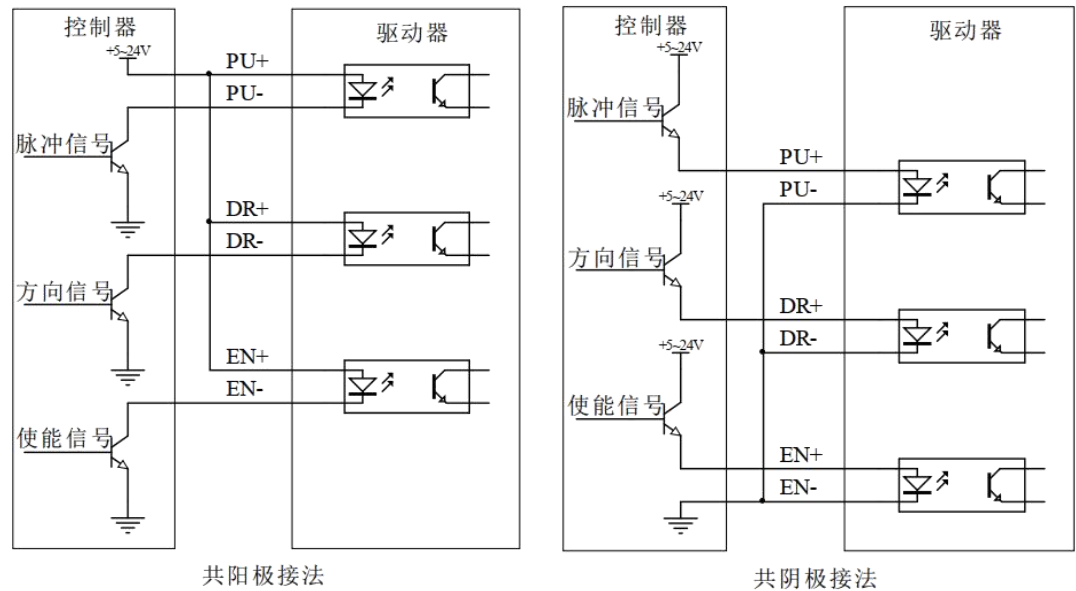 控制器
驱动器
+5~24V
PU+
PU-
脉冲信号
DR+
DR-
方向信号
EN+
EN-
使能信号
共阳极接法
控制器
驱动器
+5~24V
脉冲信号
PU+
PU-
+5~24V
方向信号
DR+
DR-
+5~24V
使能信号
EN+
EN-
共阴极接法